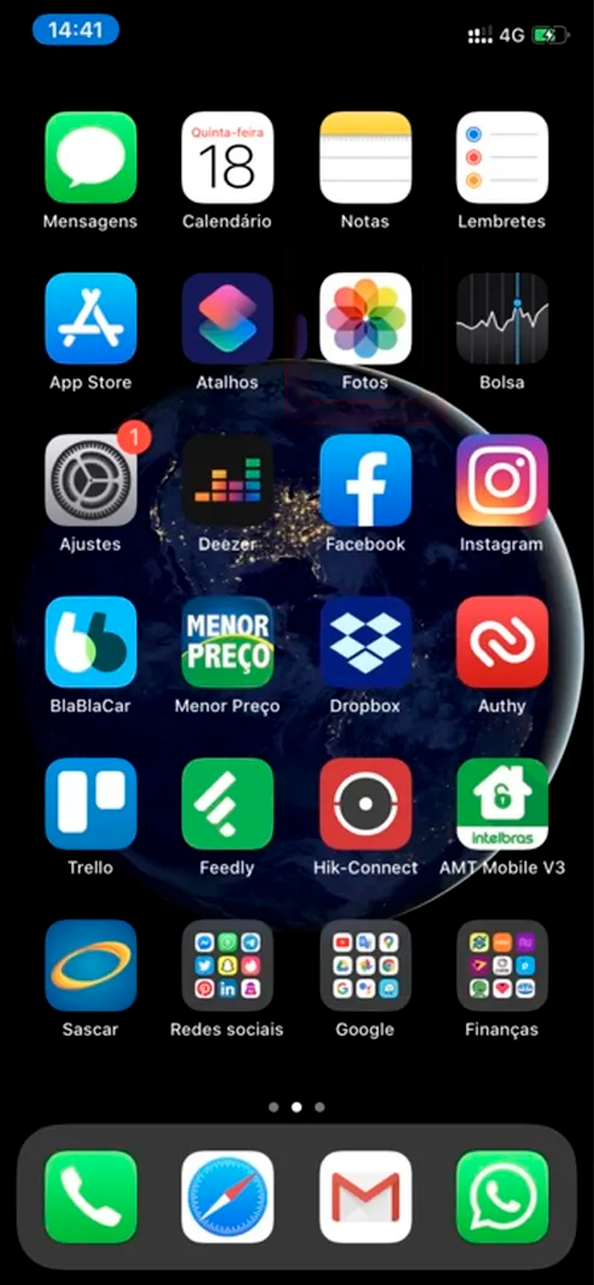 14:41
4G
Quinta-feira
18
Mensagens Calendário Notas Lembretes
App Store Atalhos Fotos Bolsa
1
Ajustes Deezer Facebook Instagram
MENOR
PREÇO
BlaBlaCar Menor Preço Dropbox Authy
intelbras
Trello Feedly Hik-Connect AMT Mobile V3
Sascar Redes sociais Google Finanças